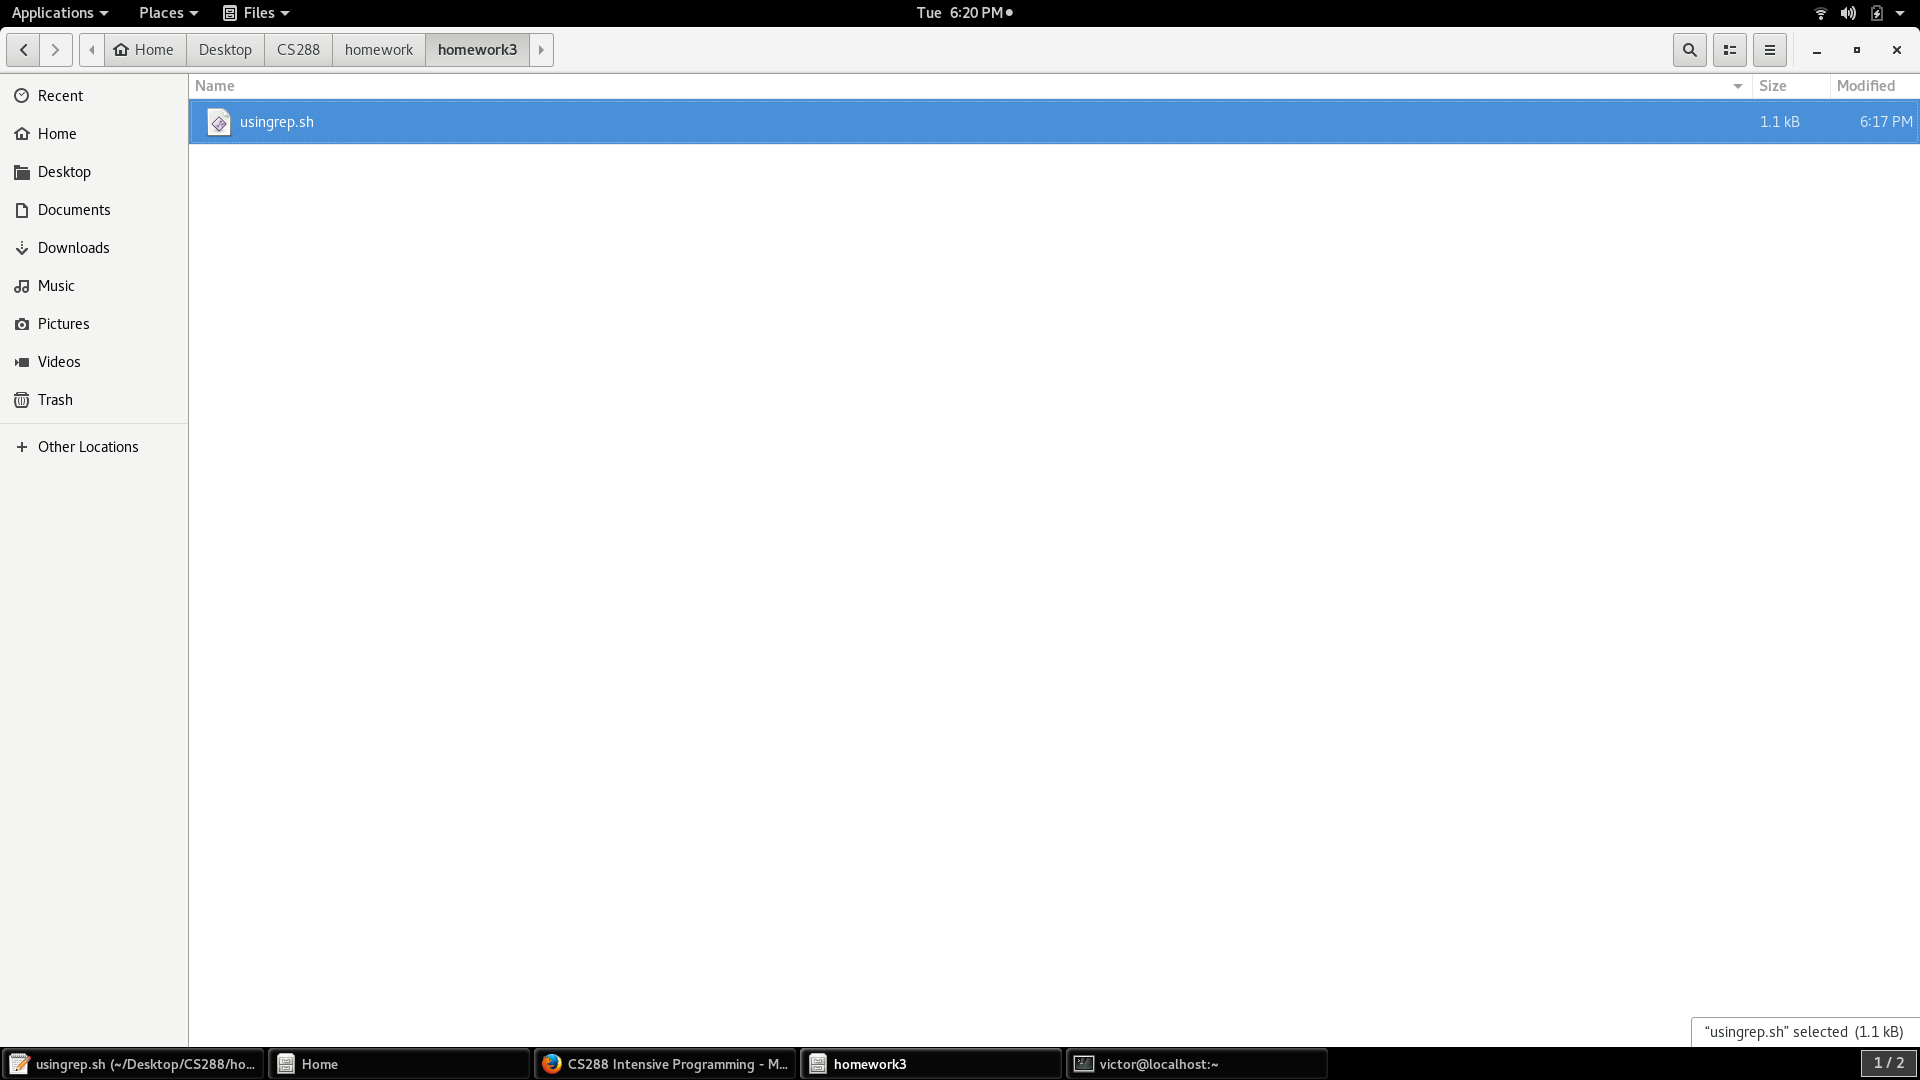 Applications Places Files Tue 6:20 PM
Home Desktop CS288 homework homework3
Name Size Modified
usingrep.sh 1.1 kB 6:17 PM
Recent
Home
Desktop
Documents
Downloads
Music
Pictures
Videos
Trash
Other Locations
“usingrep.sh” selected (1.1 kB)
usingrep.sh (~/Desktop/CS288/ho... Home CS288 Intensive Programming - M... homework3 victor@localhost:~ 1 / 2